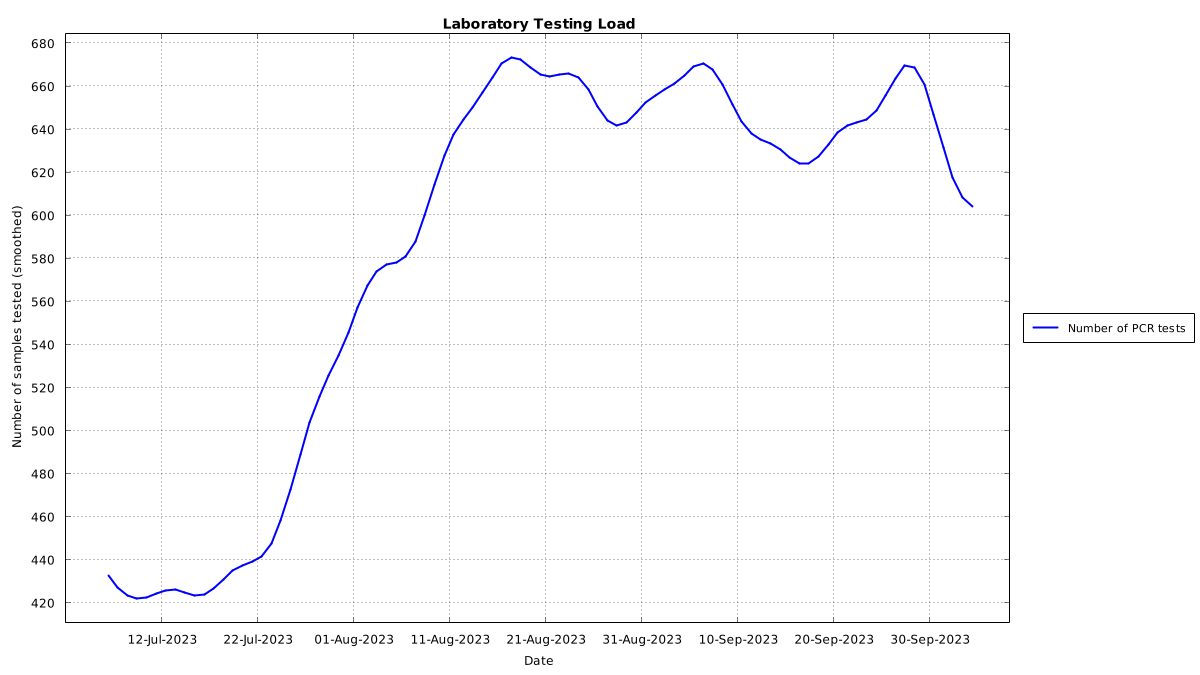 Laboratory Testing Load
Number of samples tested (smoothed)
680
660
640
620
600
580
560
540
520
500
480
460
440
420
12-Jul-2023
22-Jul-2023
01-Aug-2023
11-Aug-2023
21-Aug-2023
31-Aug-2023
10-Sep-2023
20-Sep-2023
30-Sep-2023
Date
Number of PCR tests